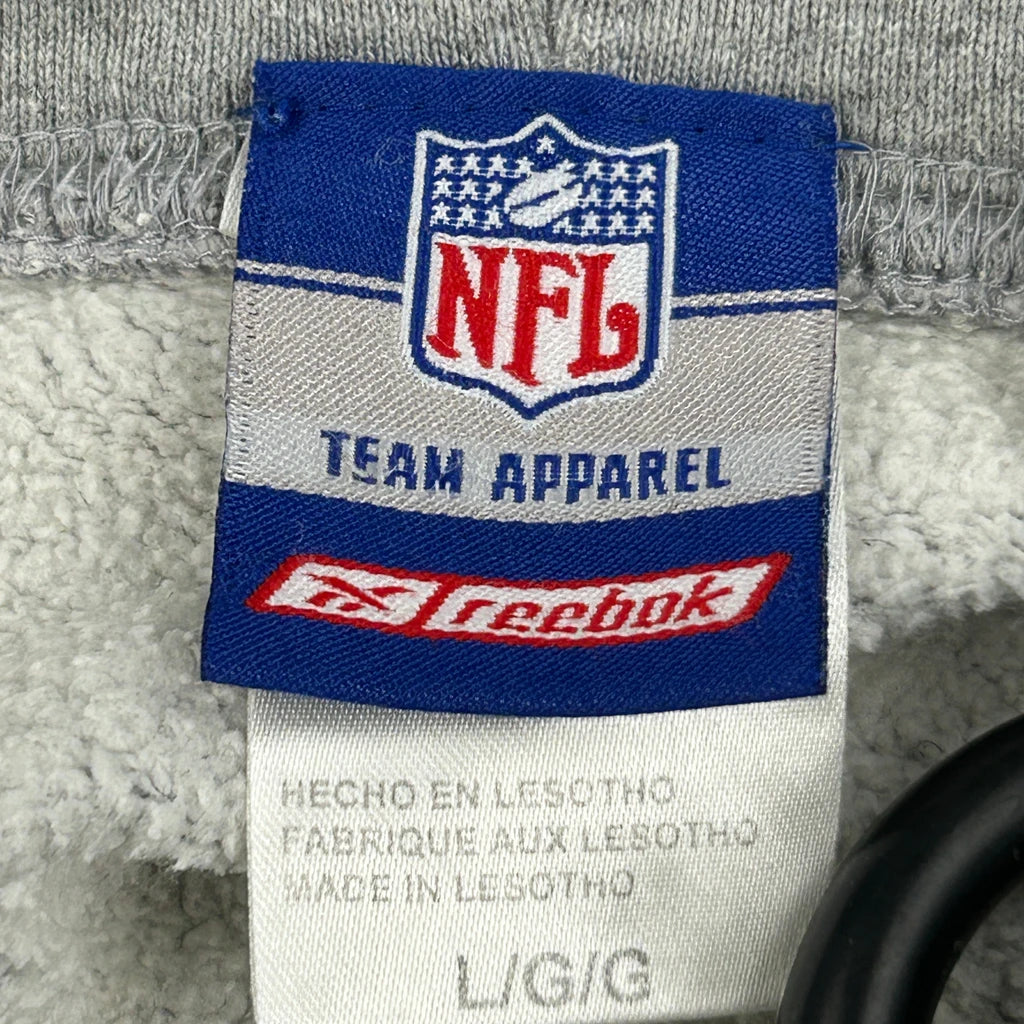 NFL
TEAM APPAREL
reebok
HECHO EN LESOTHO
FABRIQUE AUX LESOTHO
MADE IN LESOTHO
L/G/G